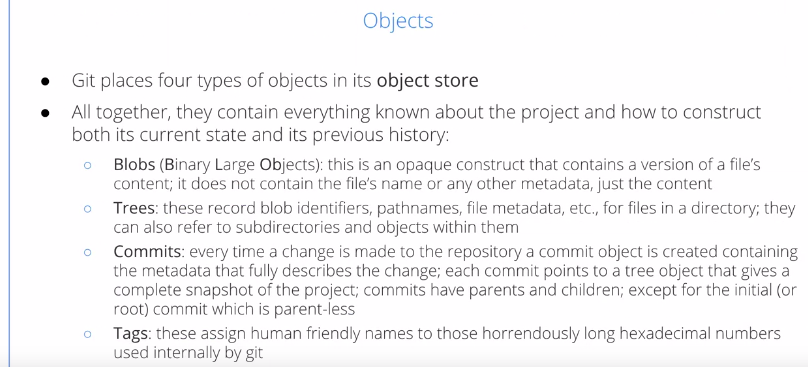 Objects
● Git places four types of objects in its object store
● All together, they contain everything known about the project and how to construct
both its current state and its previous history:
○ Blobs (Binary Large Objects): this is an opaque construct that contains a version of a file's
content; it does not contain the file's name or any other metadata, just the content
○ Trees: these record blob identifiers, pathnames, file metadata, etc., for files in a directory; they
can also refer to subdirectories and objects within them
○ Commits: every time a change is made to the repository a commit object is created containing
the metadata that fully describes the change; each commit points to a tree object that gives a
complete snapshot of the project; commits have parents and children; except for the initial (or
root) commit which is parent-less
○ Tags: these assign human friendly names to those horrendously long hexadecimal numbers
used internally by git